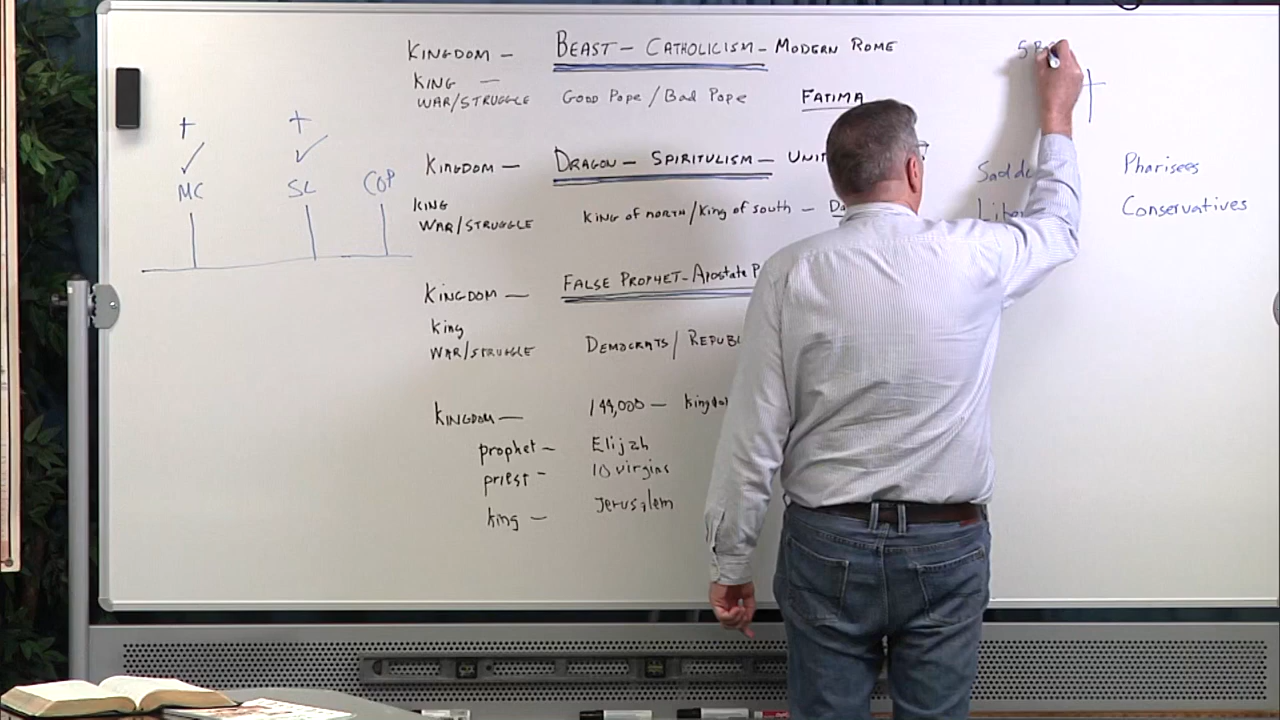 KINGDOM — BEAST — CATHOLICISM — MODERN ROME
KING —
WAR/STRUGGLE GOOD POPE / BAD POPE FATIMA
+ +
MC SL COP
KINGDOM — DRAGON — SPIRITULISM —
KING
WAR/STRUGGLE KING OF NORTH/KING OF SOUTH —
Pharisees
Conservatives
KINGDOM — FALSE PROPHET — Apostate
King
WAR/STRUGGLE DEMOCRATS /
KINGDOM — 144,000 —
prophet — Elijah
priest — 10 virgins
king — Jerusalem